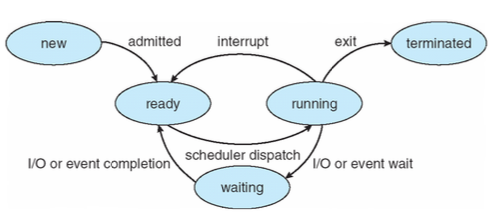 new
admitted
interrupt
exit
terminated
ready
running
I/O or event completion
scheduler dispatch
I/O or event wait
waiting